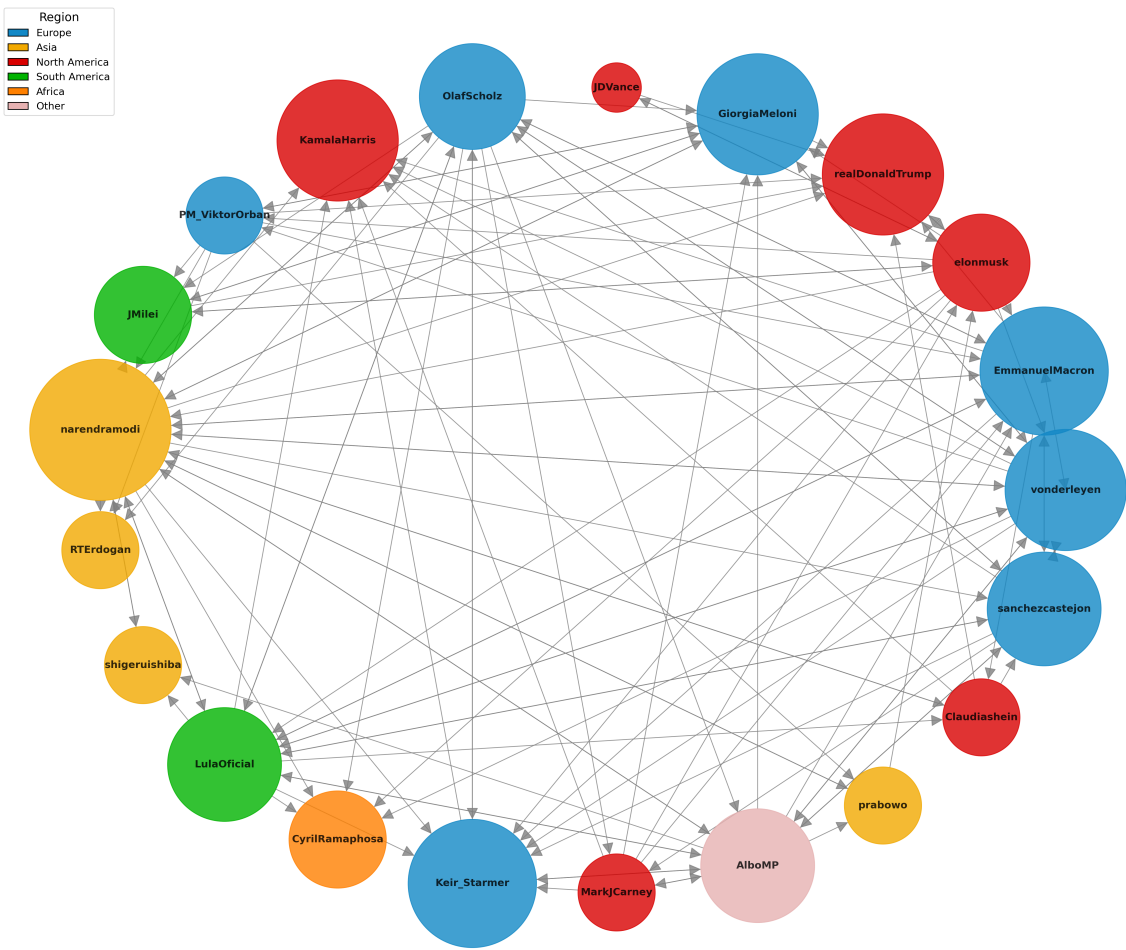 Region
Europe
Asia
North America
South America
Africa
Other
OlafScholz
JDVance
GiorgiaMeloni
KamalaHarris
realDonaldTrump
PM_ViktorOrban
elonmusk
JMilei
EmmanuelMacron
narendramodi
vonderleyen
RTErdogan
sanchezcastejon
shigeruishiba
Claudiashein
LulaOficial
prabowo
CyrilRamaphosa
AlboMP
Keir_Starmer
MarkJCarney